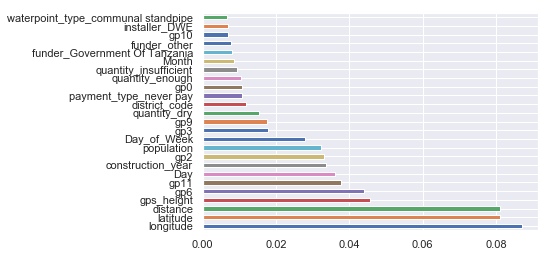 waterpoint_type_communal standpipe
installer_DWE
gp10
funder_other
funder_Government Of Tanzania
Month
quantity_insufficient
quantity_enough
gp0
payment_type_never pay
district_code
quantity_dry
gp9
gp3
Day_of_Week
population
gp2
construction_year
Day
gp11
gp6
gps_height
distance
latitude
longitude
0.00 0.02 0.04 0.06 0.08